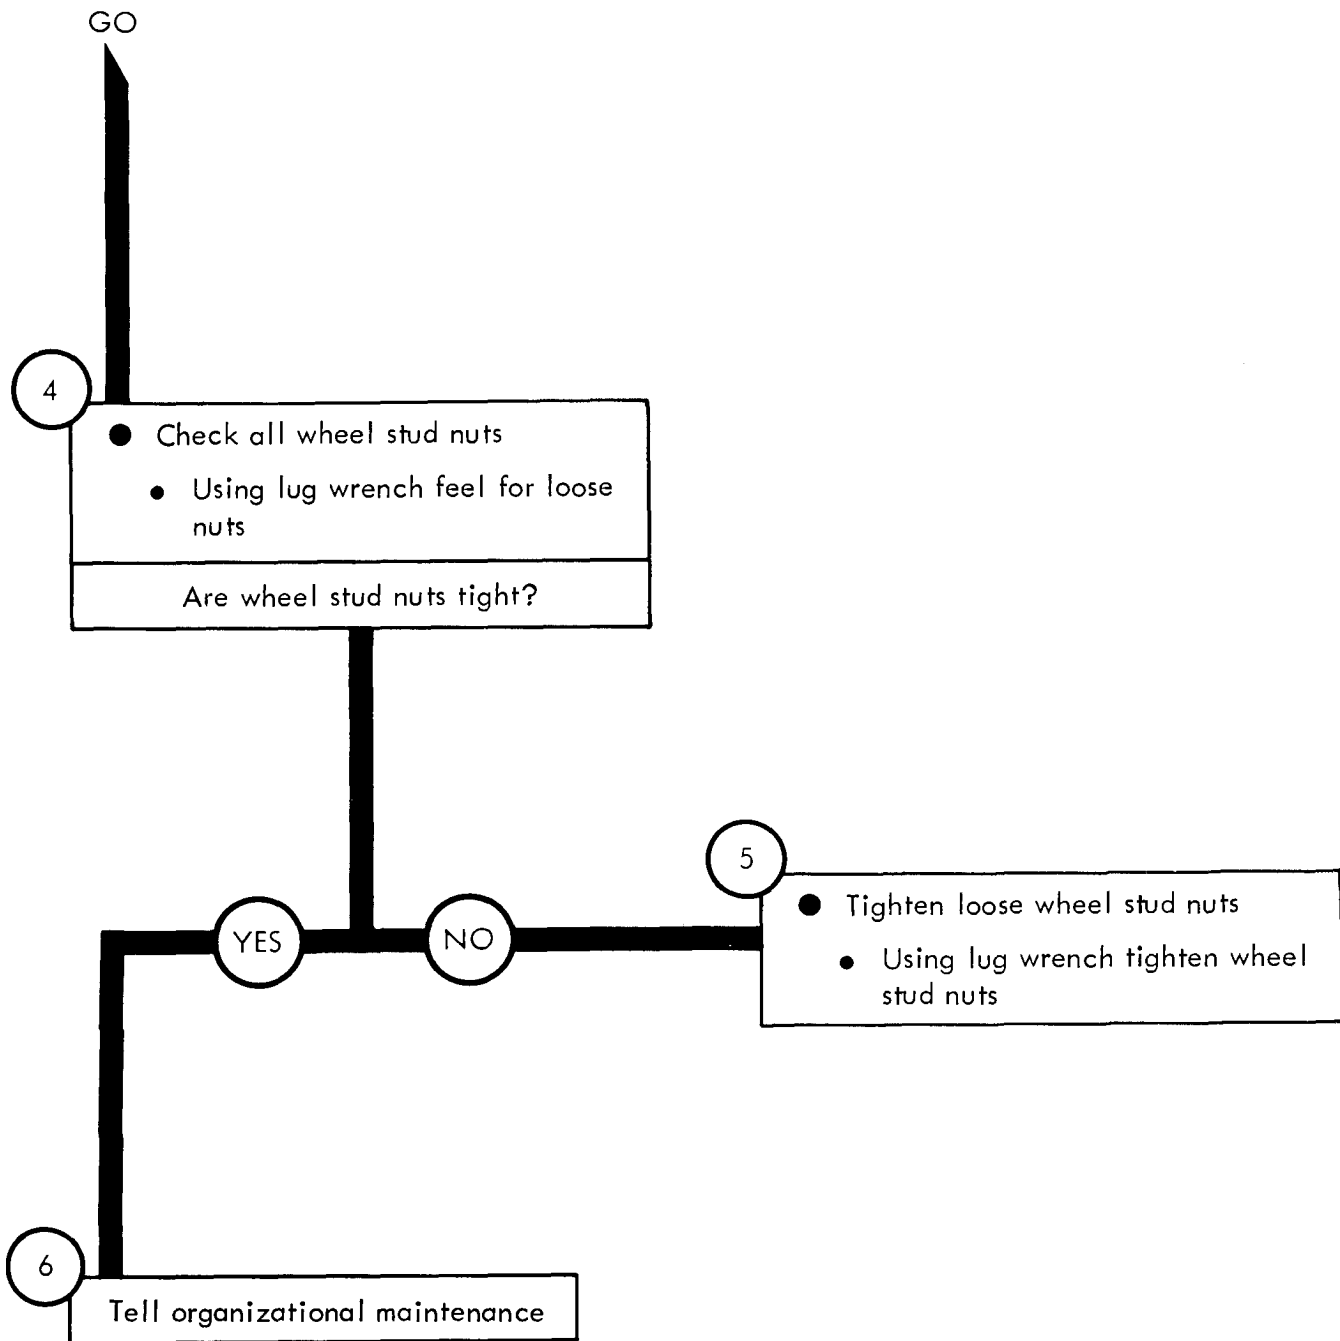 GO
4
● Check all wheel stud nuts
● Using lug wrench feel for loose
nuts
Are wheel stud nuts tight?
YES
NO
5
● Tighten loose wheel stud nuts
● Using lug wrench tighten wheel
stud nuts
6
Tell organizational maintenance